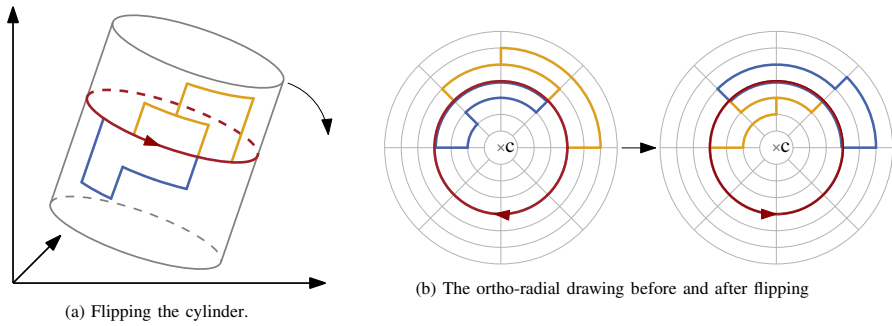 c
c
(a) Flipping the cylinder.
(b) The ortho-radial drawing before and after flipping